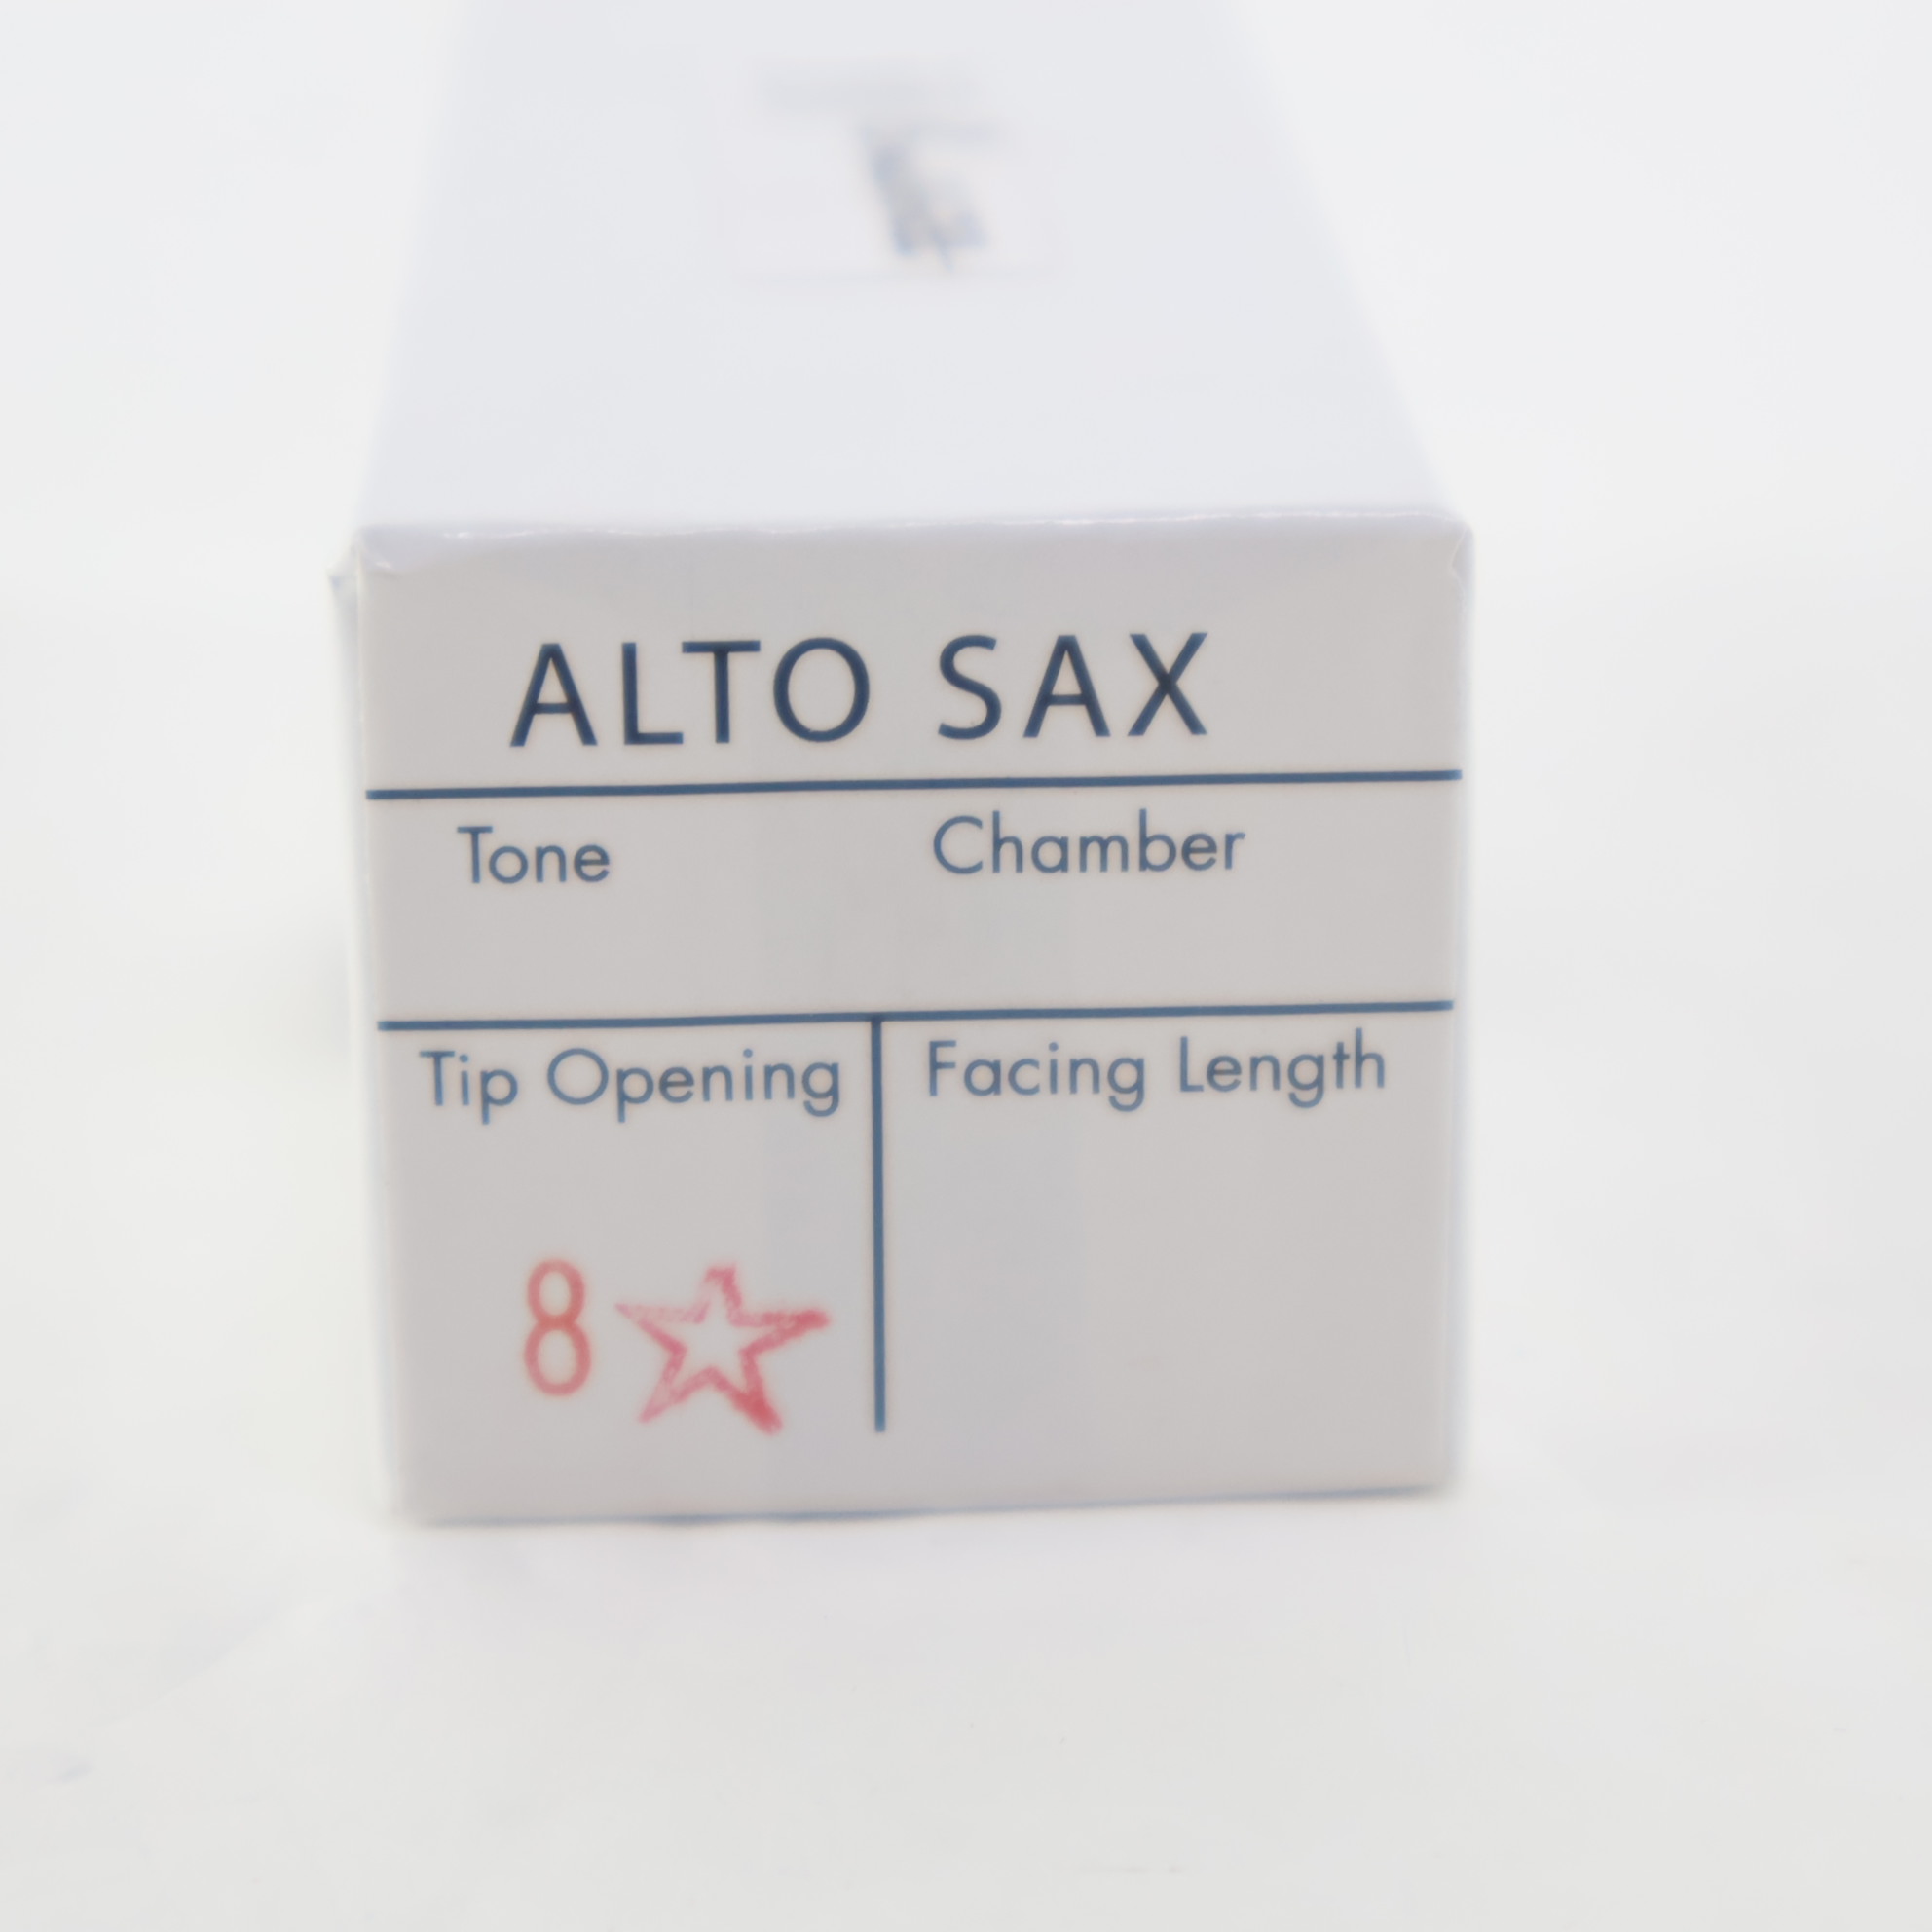 ALTO SAX
Tone Chamber
Tip Opening Facing Length
8☆